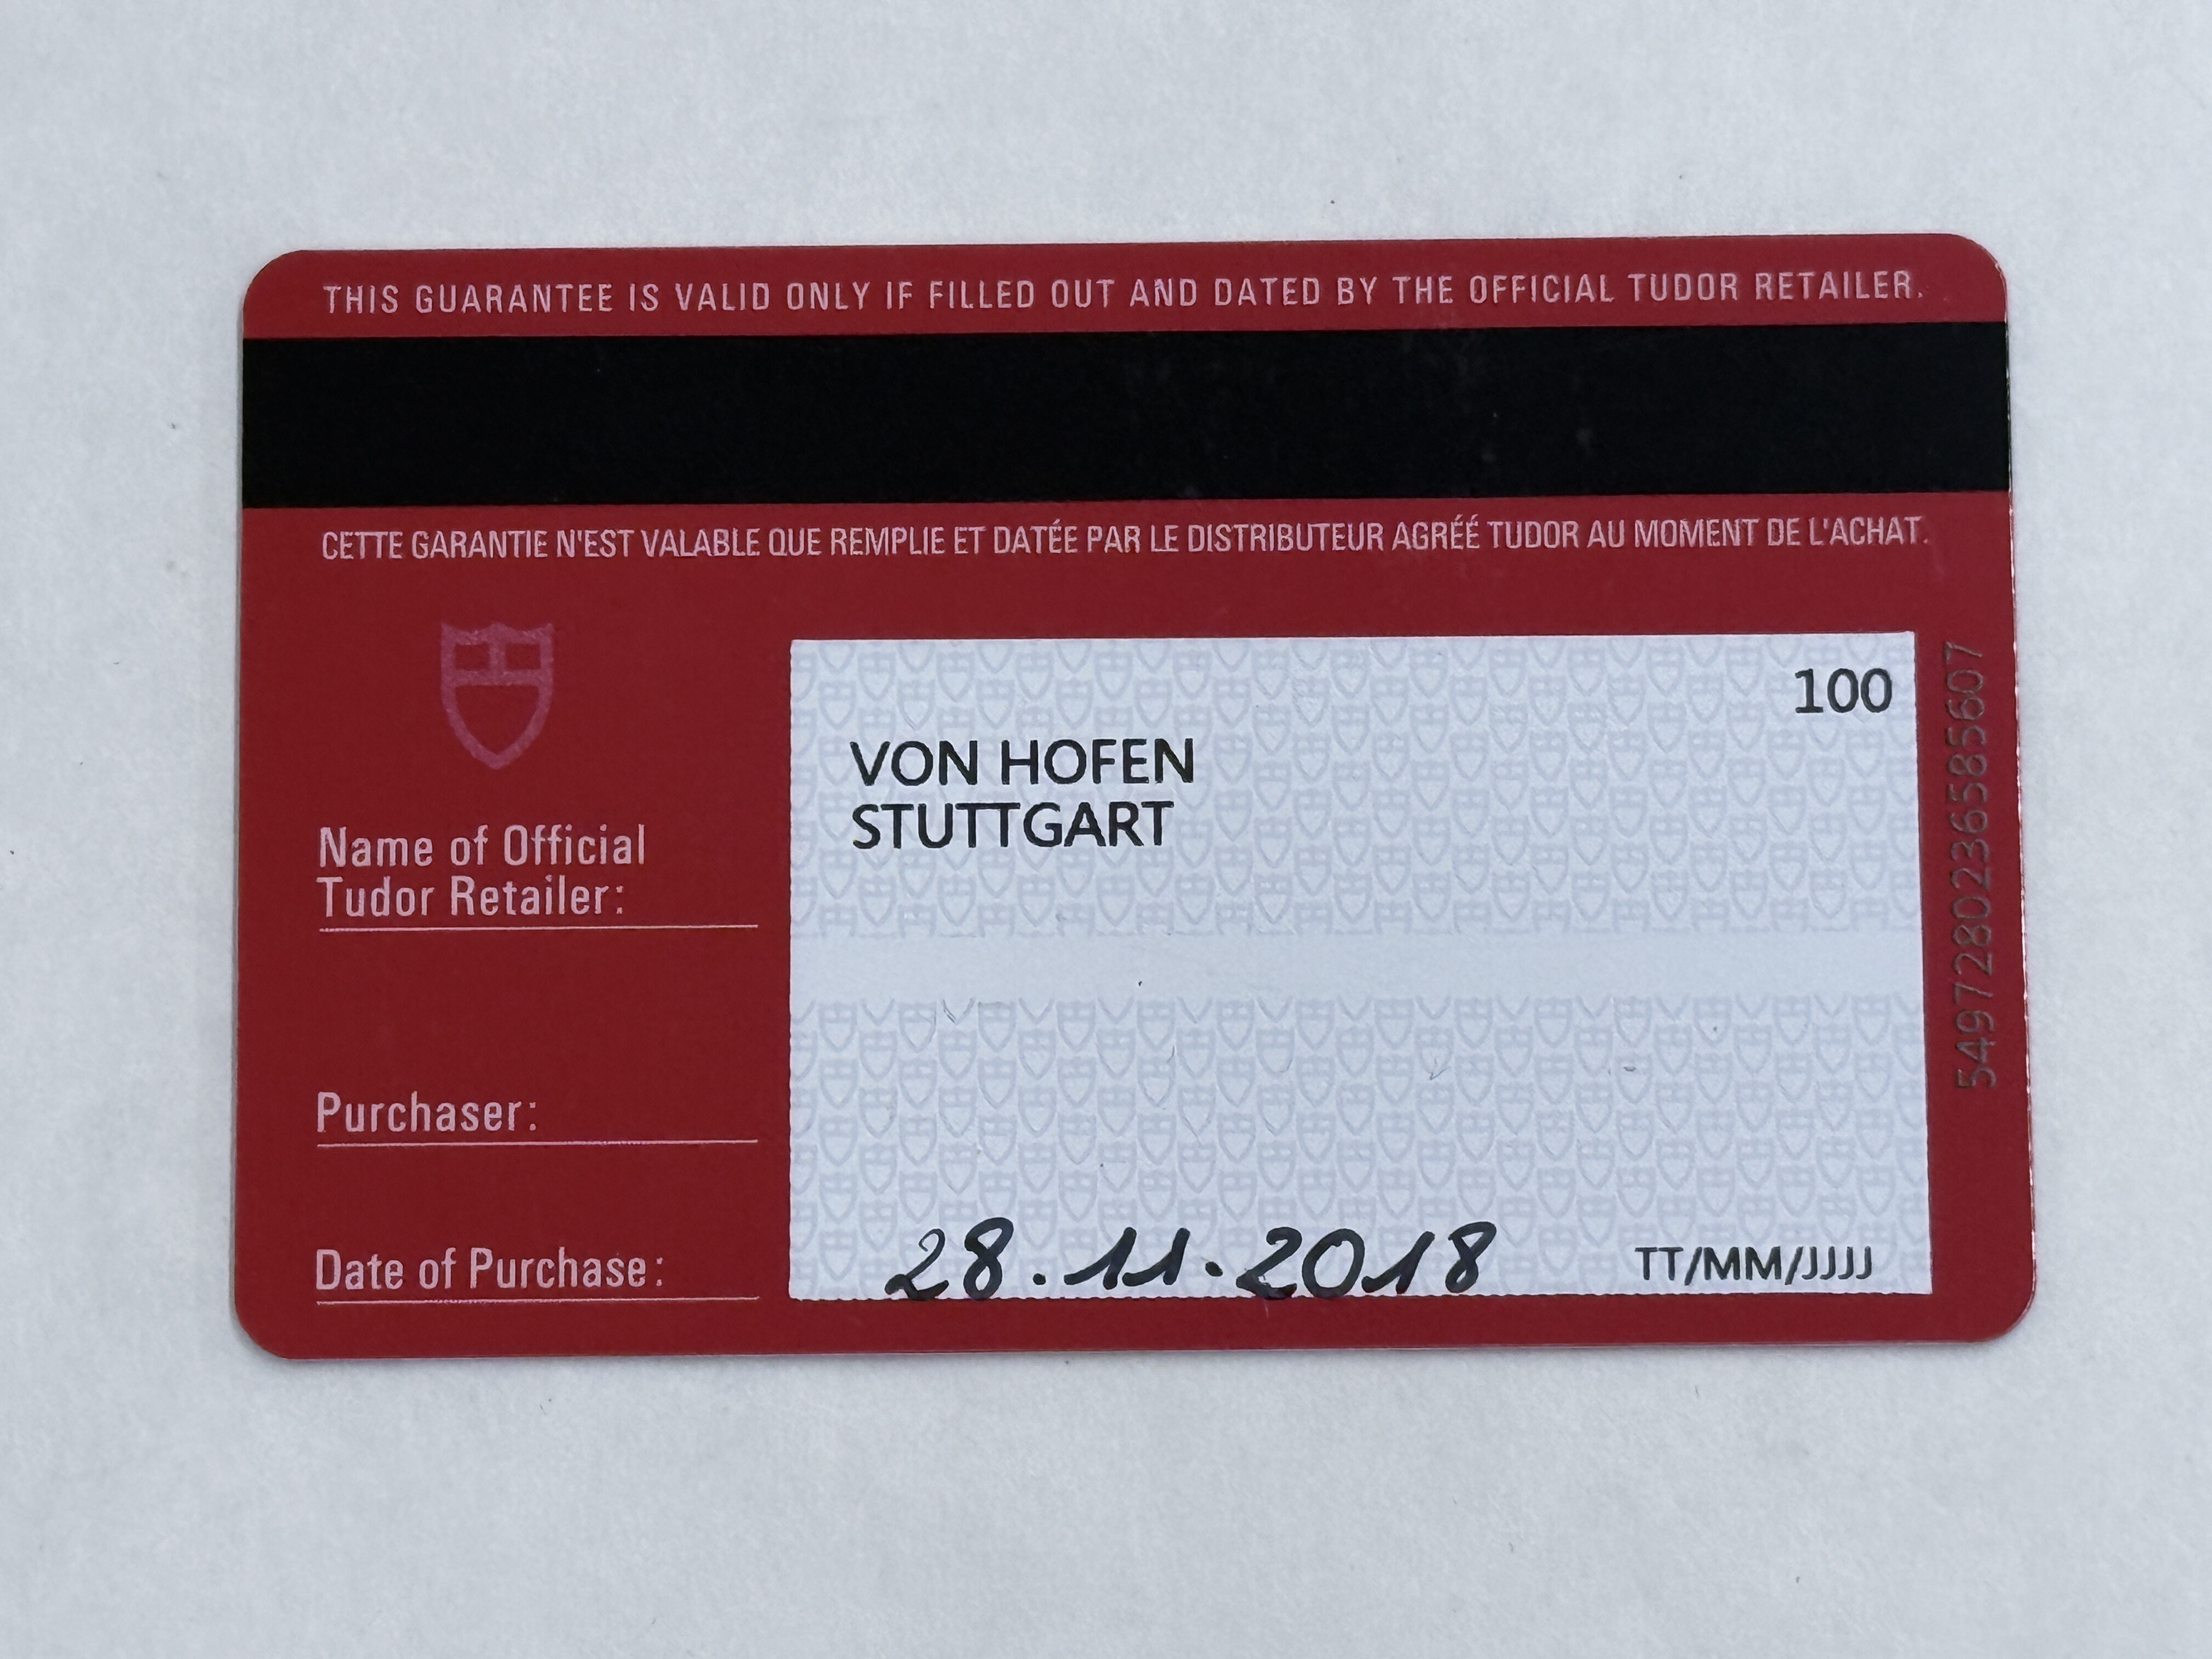 THIS GUARANTEE IS VALID ONLY IF FILLED OUT AND DATED BY THE OFFICIAL TUDOR RETAILER.
CETTE GARANTIE N'EST VALABLE QUE REMPLIE ET DATÉE PAR LE DISTRIBUTEUR AGRÉÉ TUDOR AU MOMENT DE L'ACHAT.
100
VON HOFEN
STUTTGART
Name of Official
Tudor Retailer:
Purchaser:
Date of Purchase:
28.11.2018
TT/MM/JJJJ
5497280236585607